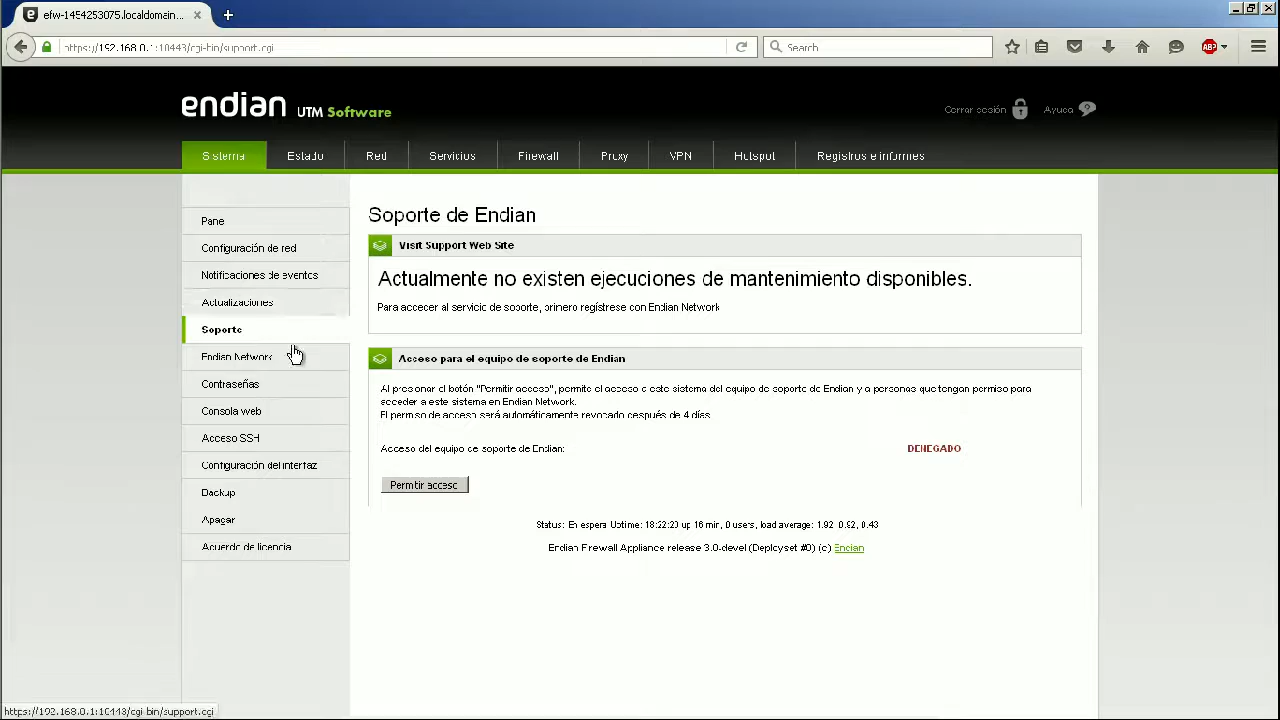 efw-1454253075.localdomain...
https://192.168.0.1:10443/cgi-bin/support.cgi
Search
ABP
endian UTM Software
Cerrar sesión
Ayuda
Sistema
Estado
Red
Servicios
Firewall
Proxy
VPN
Hotspot
Registros e informes
Pane
Configuración de red
Notificaciones de eventos
Actualizaciones
Soporte
Endian Network
Contraseñas
Consola web
Acceso SSH
Configuración del interfaz
Backup
Apagar
Acuerdo de licencia
Soporte de Endian
Visit Support Web Site
Actualmente no existen ejecuciones de mantenimiento disponibles.
Para acceder al servicio de soporte, primero regístrese con Endian Network
Acceso para el equipo de soporte de Endian
Al presionar el botón "Permitir acceso", permite el acceso a este sistema del equipo de soporte de Endian y a personas que tengan permiso para
acceder a este sistema en Endian Network.
El permiso de acceso será automáticamente revocado después de 4 días
Acceso del equipo de soporte de Endian:
DENEGADO
Permitir acceso
Status: En espera Uptime: 18:22:20 up 16 min, 0 users, load average: 1.92, 0.92, 0.43
Endian Firewall Appliance release 3.0-devel (Deployset #0) (c) Endian
https://192.168.0.1:10443/cgi-bin/support.cgi